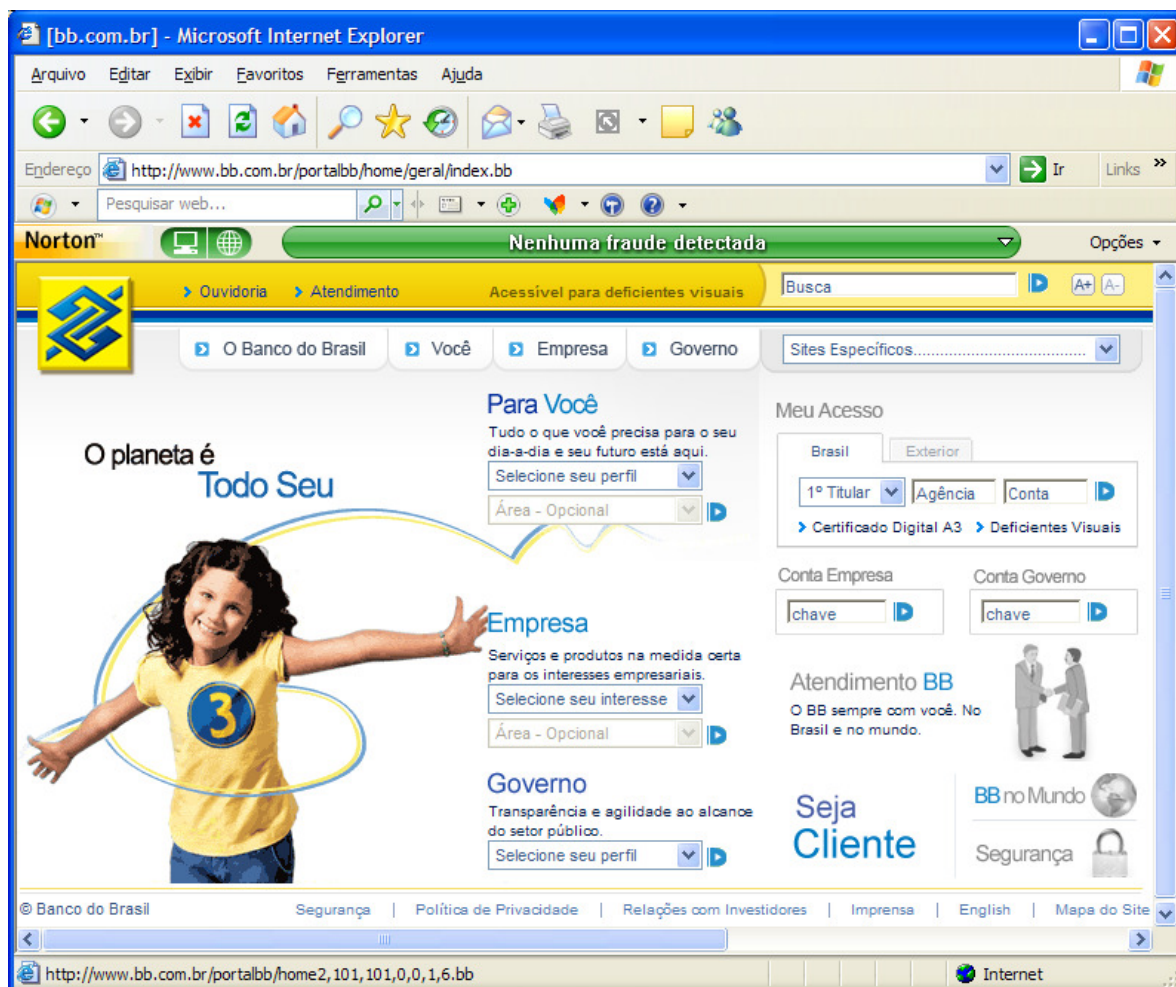 [bb.com.br] - Microsoft Internet Explorer
Arquivo Editar Exibir Favoritos Ferramentas Ajuda
Endereço http://www.bb.com.br/portalbb/home/geral/index.bb Ir Links »
Pesquisar web...
Norton™ Nenhuma fraude detectada Opções
Ouvidoria Atendimento Acessível para deficientes visuais Busca A+ A-
O Banco do Brasil Você Empresa Governo Sites Específicos........................................
O planeta é
Todo Seu
3
Para Você
Tudo o que você precisa para o seu
dia-a-dia e seu futuro está aqui.
Selecione seu perfil
Área - Opcional
Empresa
Serviços e produtos na medida certa
para os interesses empresariais.
Selecione seu interesse
Área - Opcional
Governo
Transparência e agilidade ao alcance
do setor público.
Selecione seu perfil
Meu Acesso
Brasil Exterior
1º Titular Agência Conta
Certificado Digital A3 Deficientes Visuais
Conta Empresa Conta Governo
chave chave
Atendimento BB
O BB sempre com você. No
Brasil e no mundo.
Seja
Cliente
BB no Mundo
Segurança
© Banco do Brasil Segurança | Política de Privacidade | Relações com Investidores | Imprensa | English | Mapa do Site
http://www.bb.com.br/portalbb/home2,101,101,0,0,1,6.bb Internet